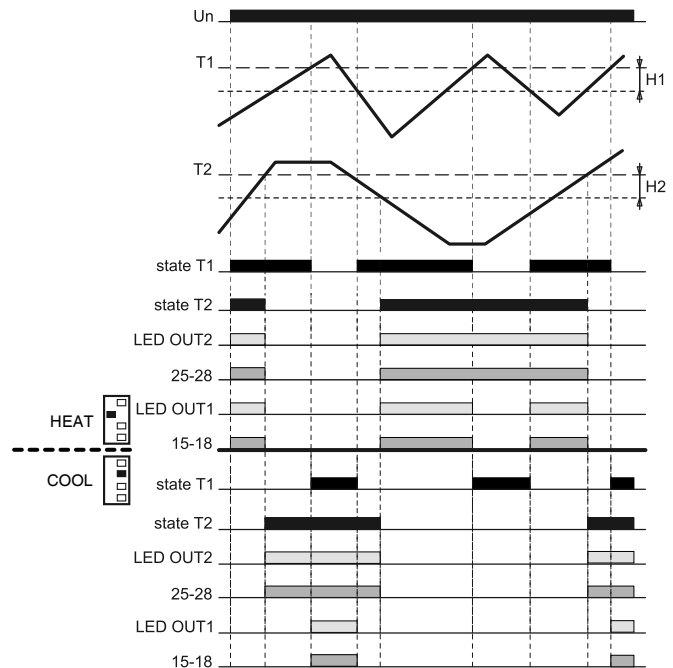 Un
T1
H1
T2
H2
state T1
state T2
LED OUT2
25-28
HEAT
LED OUT1
15-18
COOL
state T1
state T2
LED OUT2
25-28
LED OUT1
15-18